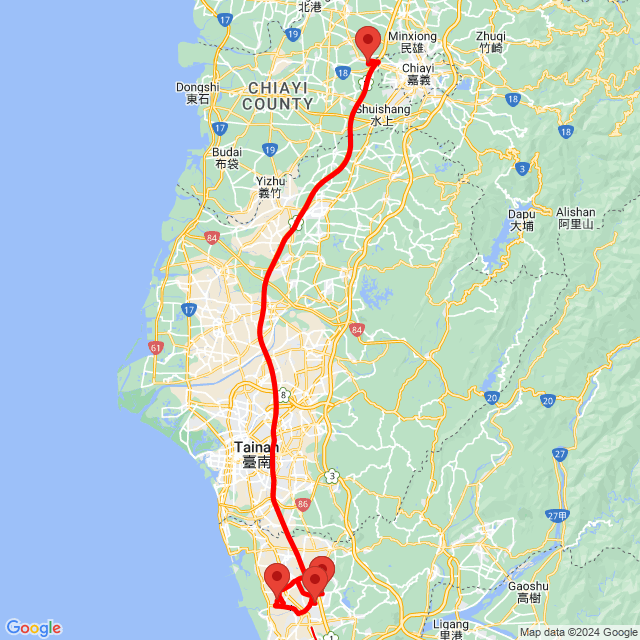 北港
Minxiong
民雄
Zhuqi
竹崎
18
Chiayi
嘉義
Dongshi
東石
CHIAYI
COUNTY
18
Shuishang
水上
17
18
19
Budai
布袋
3
Yizhu
義竹
Dapu
大埔
Alishan
阿里山
84
17
84
61
8
20
20
Tainan
臺南
27
3
86
27甲
Gaoshu
高樹
Ligang
里港
1
Google
Map data ©2024 Google